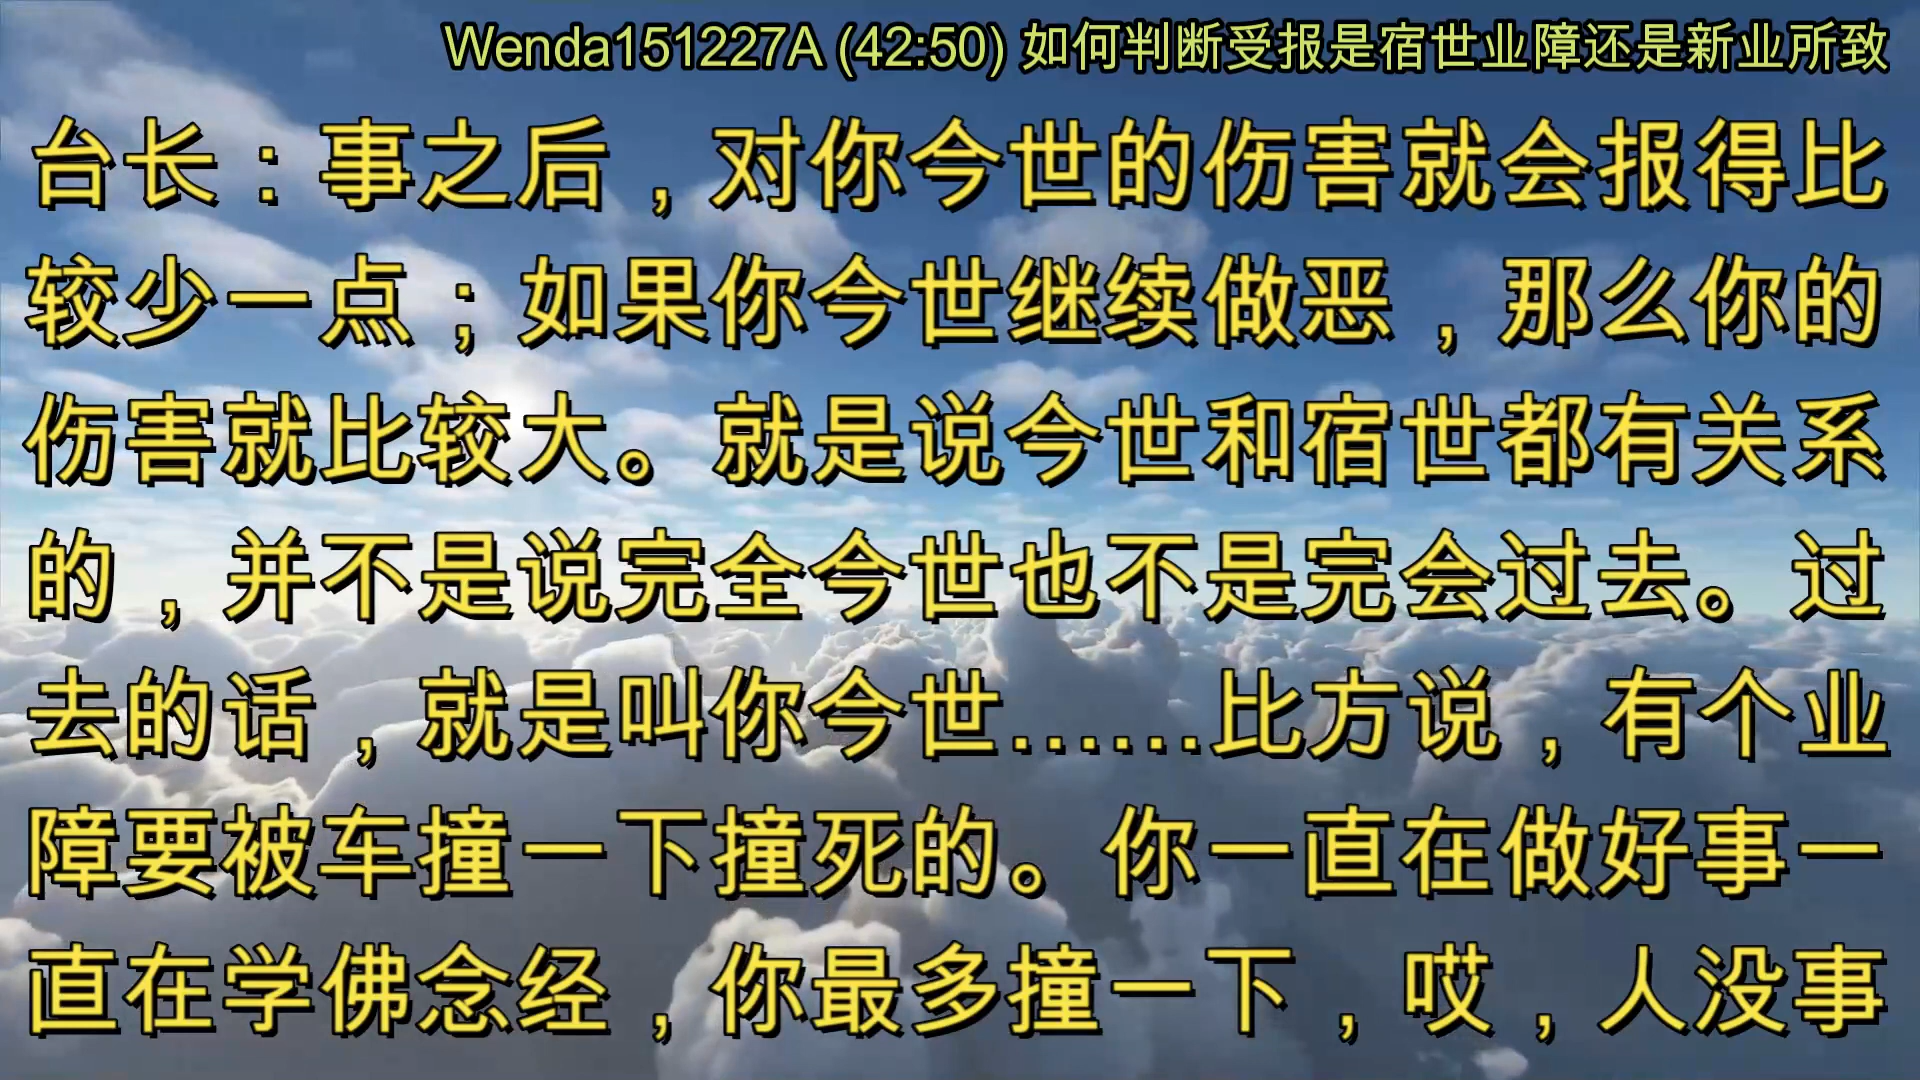 Wenda151227A (42:50) 如何判断受报是宿世业障还是新业所致
台长：事之后，对你今世的伤害就会报得比
较少一点；如果你今世继续做恶，那么你的
伤害就比较大。就是说今世和宿世都有关系
的，并不是说完全今世也不是完会过去。过
去的话，就是叫你今世……比方说，有个业
障要被车撞一下撞死的。你一直在做好事一
直在学佛念经，你最多撞一下，哎，人没事